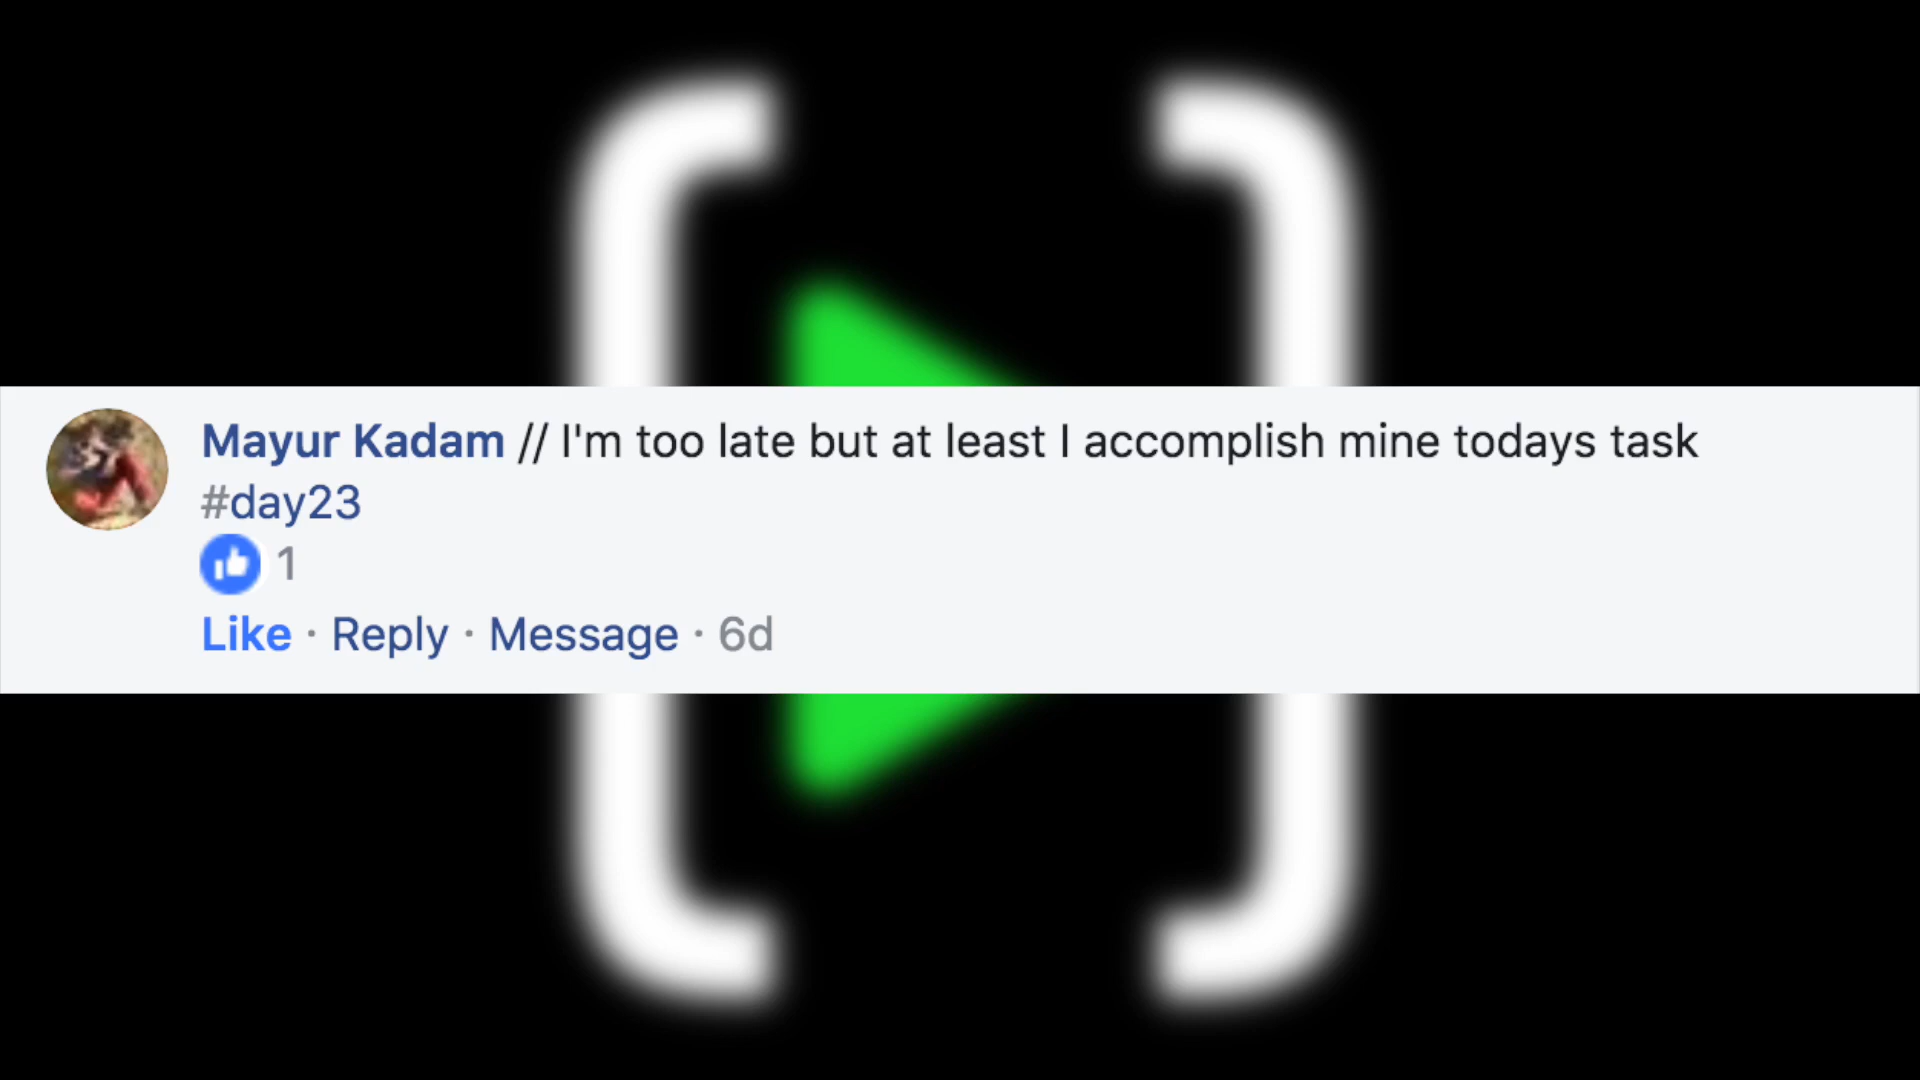 Mayur Kadam // I'm too late but at least I accomplish mine todays task
#day23
1
Like · Reply · Message · 6d